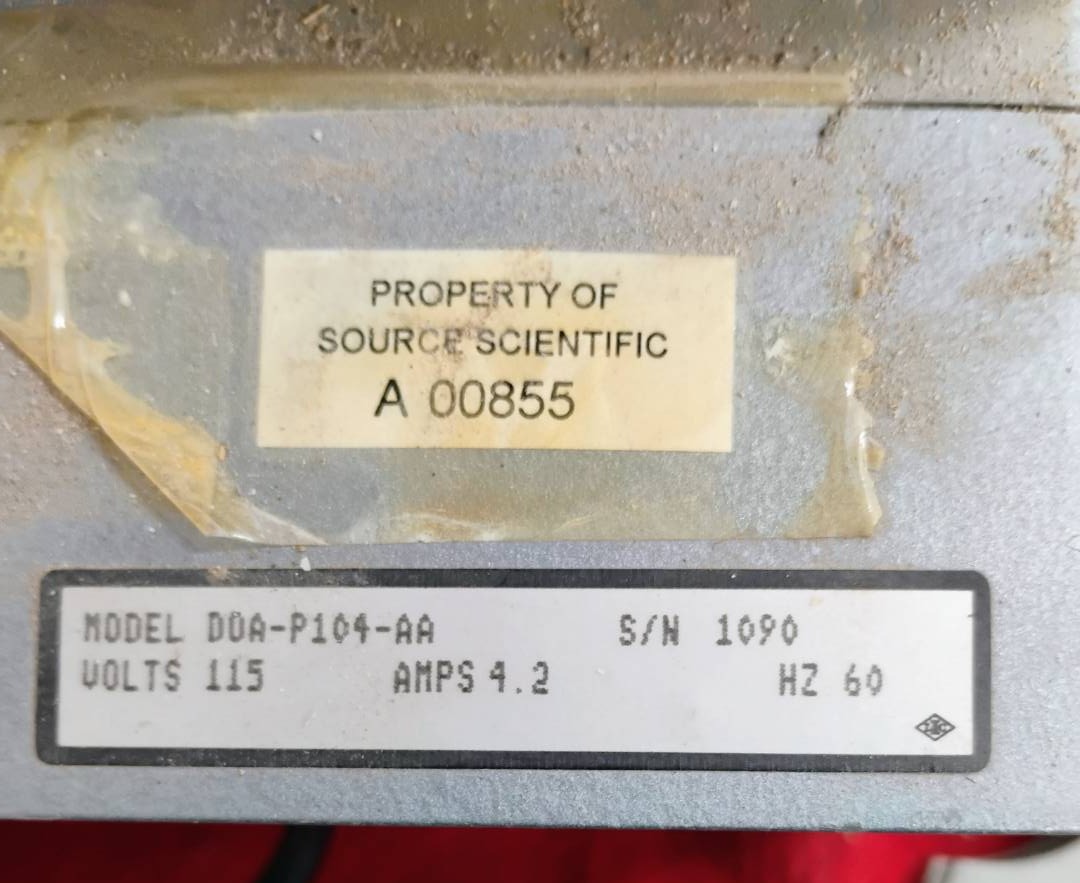 PROPERTY OF
SOURCE SCIENTIFIC
A 00855
MODEL DOA-P104-AA S/N 1090
VOLTS 115 AMPS 4.2 HZ 60